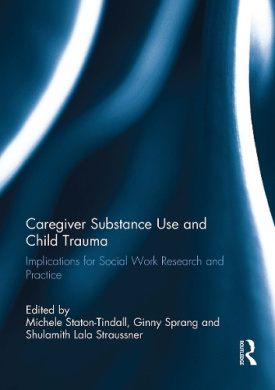 Caregiver Substance Use and
Child Trauma
Implications for Social Work Research and
Practice
Edited by
Michele Staton-Tindall, Ginny Sprang and
Shulamith Lala Straussner
ROUTLEDGE